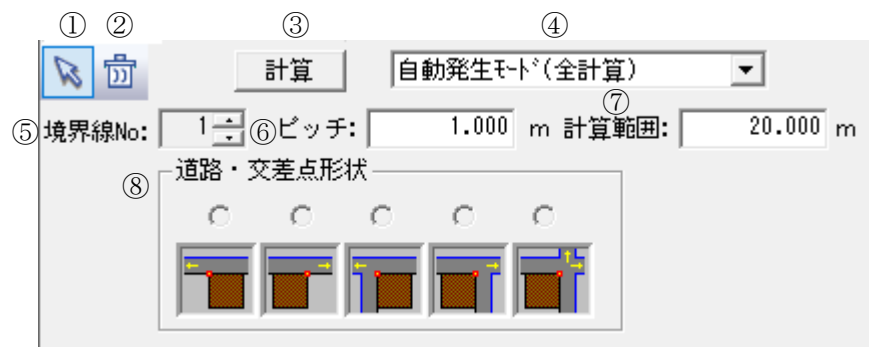 ① ② ③ ④
計算 自動発生ﾓｰﾄﾞ(全計算)
⑦
⑤ 境界線No: 1 ⑥ ピッチ: 1.000 m 計算範囲: 20.000 m
⑧ 道路・交差点形状